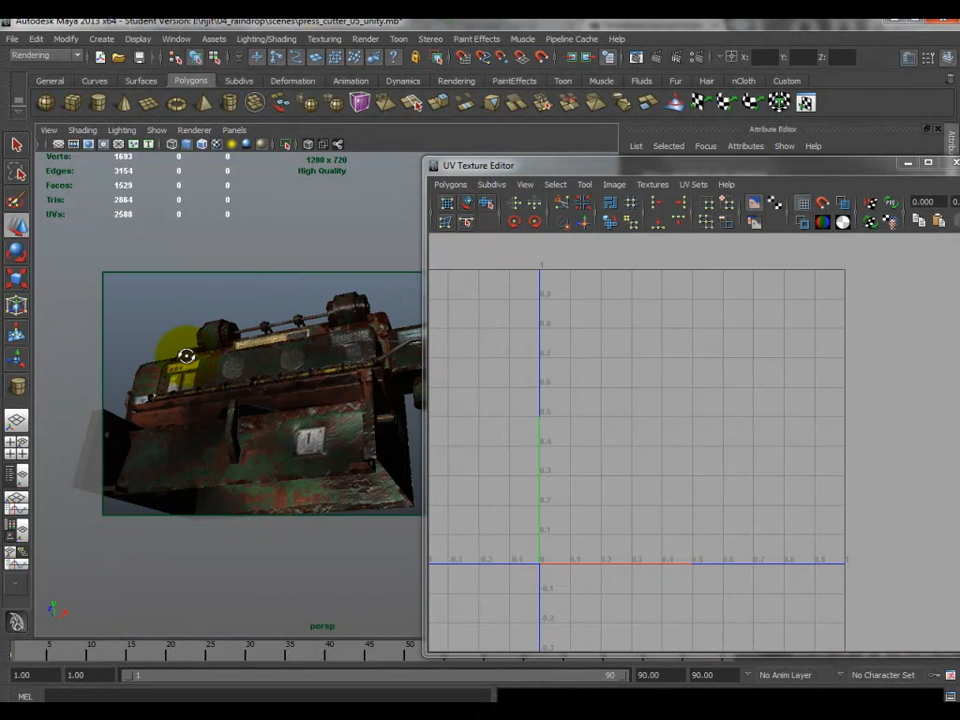 Autodesk Maya 2013 x64 - Student Version: I:\njit\04_raindrop\scenes\press_cutter_05_unity.mb*
File Edit Modify Create Display Window Assets Lighting/Shading Texturing Render Toon Stereo Paint Effects Muscle Pipeline Cache Help
Rendering X: Y: Z:
General Curves Surfaces Polygons Subdivs Deformation Animation Dynamics Rendering PaintEffects Toon Muscle Fluids Fur Hair nCloth Custom
View Shading Lighting Show Renderer Panels
Attribute Editor
List Selected Focus Attributes Show Help
Verts: 1693 0 0
Edges: 3154 0 0
Faces: 1529 0 0
Tris: 2864 0 0
UVs: 2588 0 0
1280 x 720
High Quality
UV Texture Editor
Polygons Subdivs View Select Tool Image Textures UV Sets Help
0.000
persp
5 10 15 20 25 30 35 40 45 50
1.00 1.00 1 90 90.00 90.00 No Anim Layer No Character Set
MEL